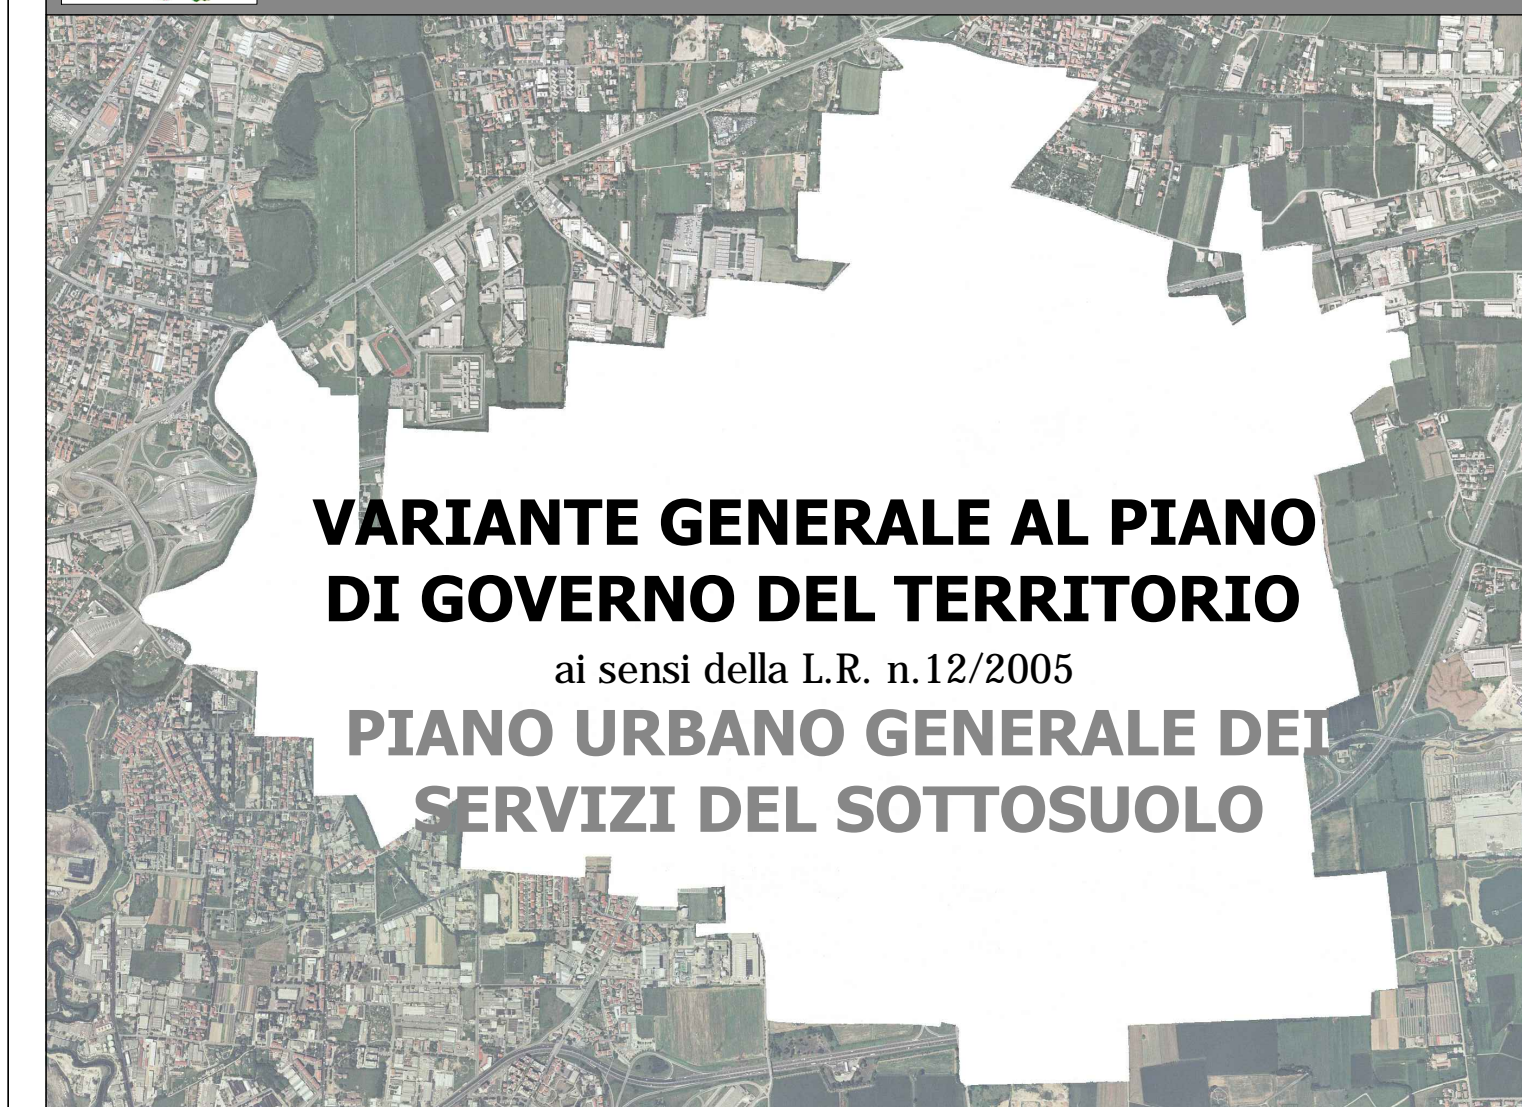 VARIANTE GENERALE AL PIANO
DI GOVERNO DEL TERRITORIO
ai sensi della L.R. n.12/2005
PIANO URBANO GENERALE DEI
SERVIZI DEL SOTTOSUOLO